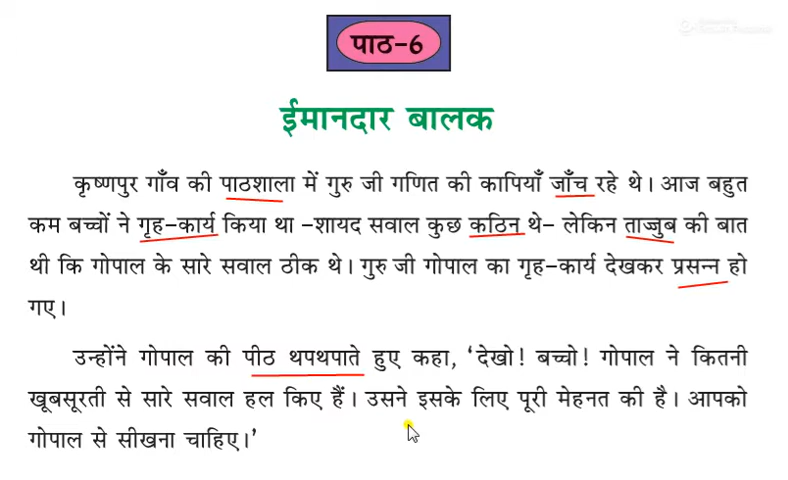 पाठ-6
ईमानदार बालक
कृष्णपुर गाँव की पाठशाला में गुरु जी गणित की कापियाँ जाँच रहे थे। आज बहुत
कम बच्चों ने गृह-कार्य किया था -शायद सवाल कुछ कठिन थे- लेकिन ताज्जुब की बात
थी कि गोपाल के सारे सवाल ठीक थे। गुरु जी गोपाल का गृह-कार्य देखकर प्रसन्न हो
गए।
उन्होंने गोपाल की पीठ थपथपाते हुए कहा, 'देखो! बच्चो! गोपाल ने कितनी
खूबसूरती से सारे सवाल हल किए हैं। उसने इसके लिए पूरी मेहनत की है। आपको
गोपाल से सीखना चाहिए।'